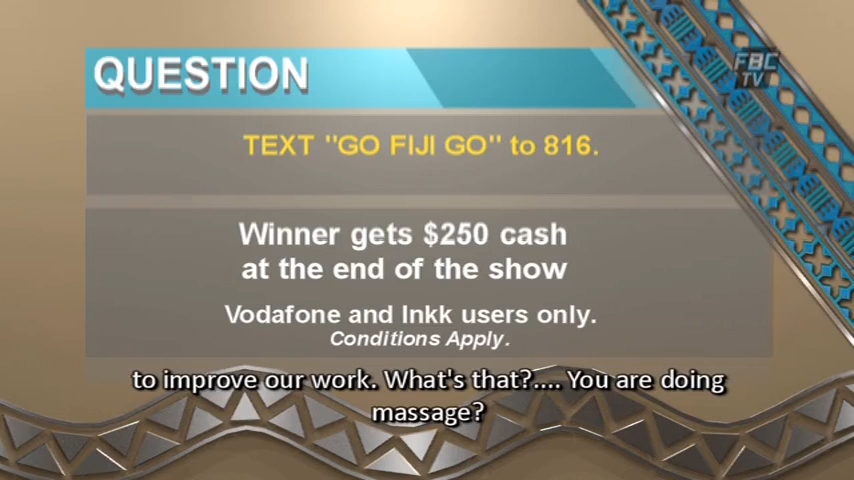 FBC
TV
QUESTION
TEXT "GO FIJI GO" to 816.
Winner gets $250 cash
at the end of the show
Vodafone and Inkk users only.
Conditions Apply.
to improve our work. What's that?.... You are doing
massage?